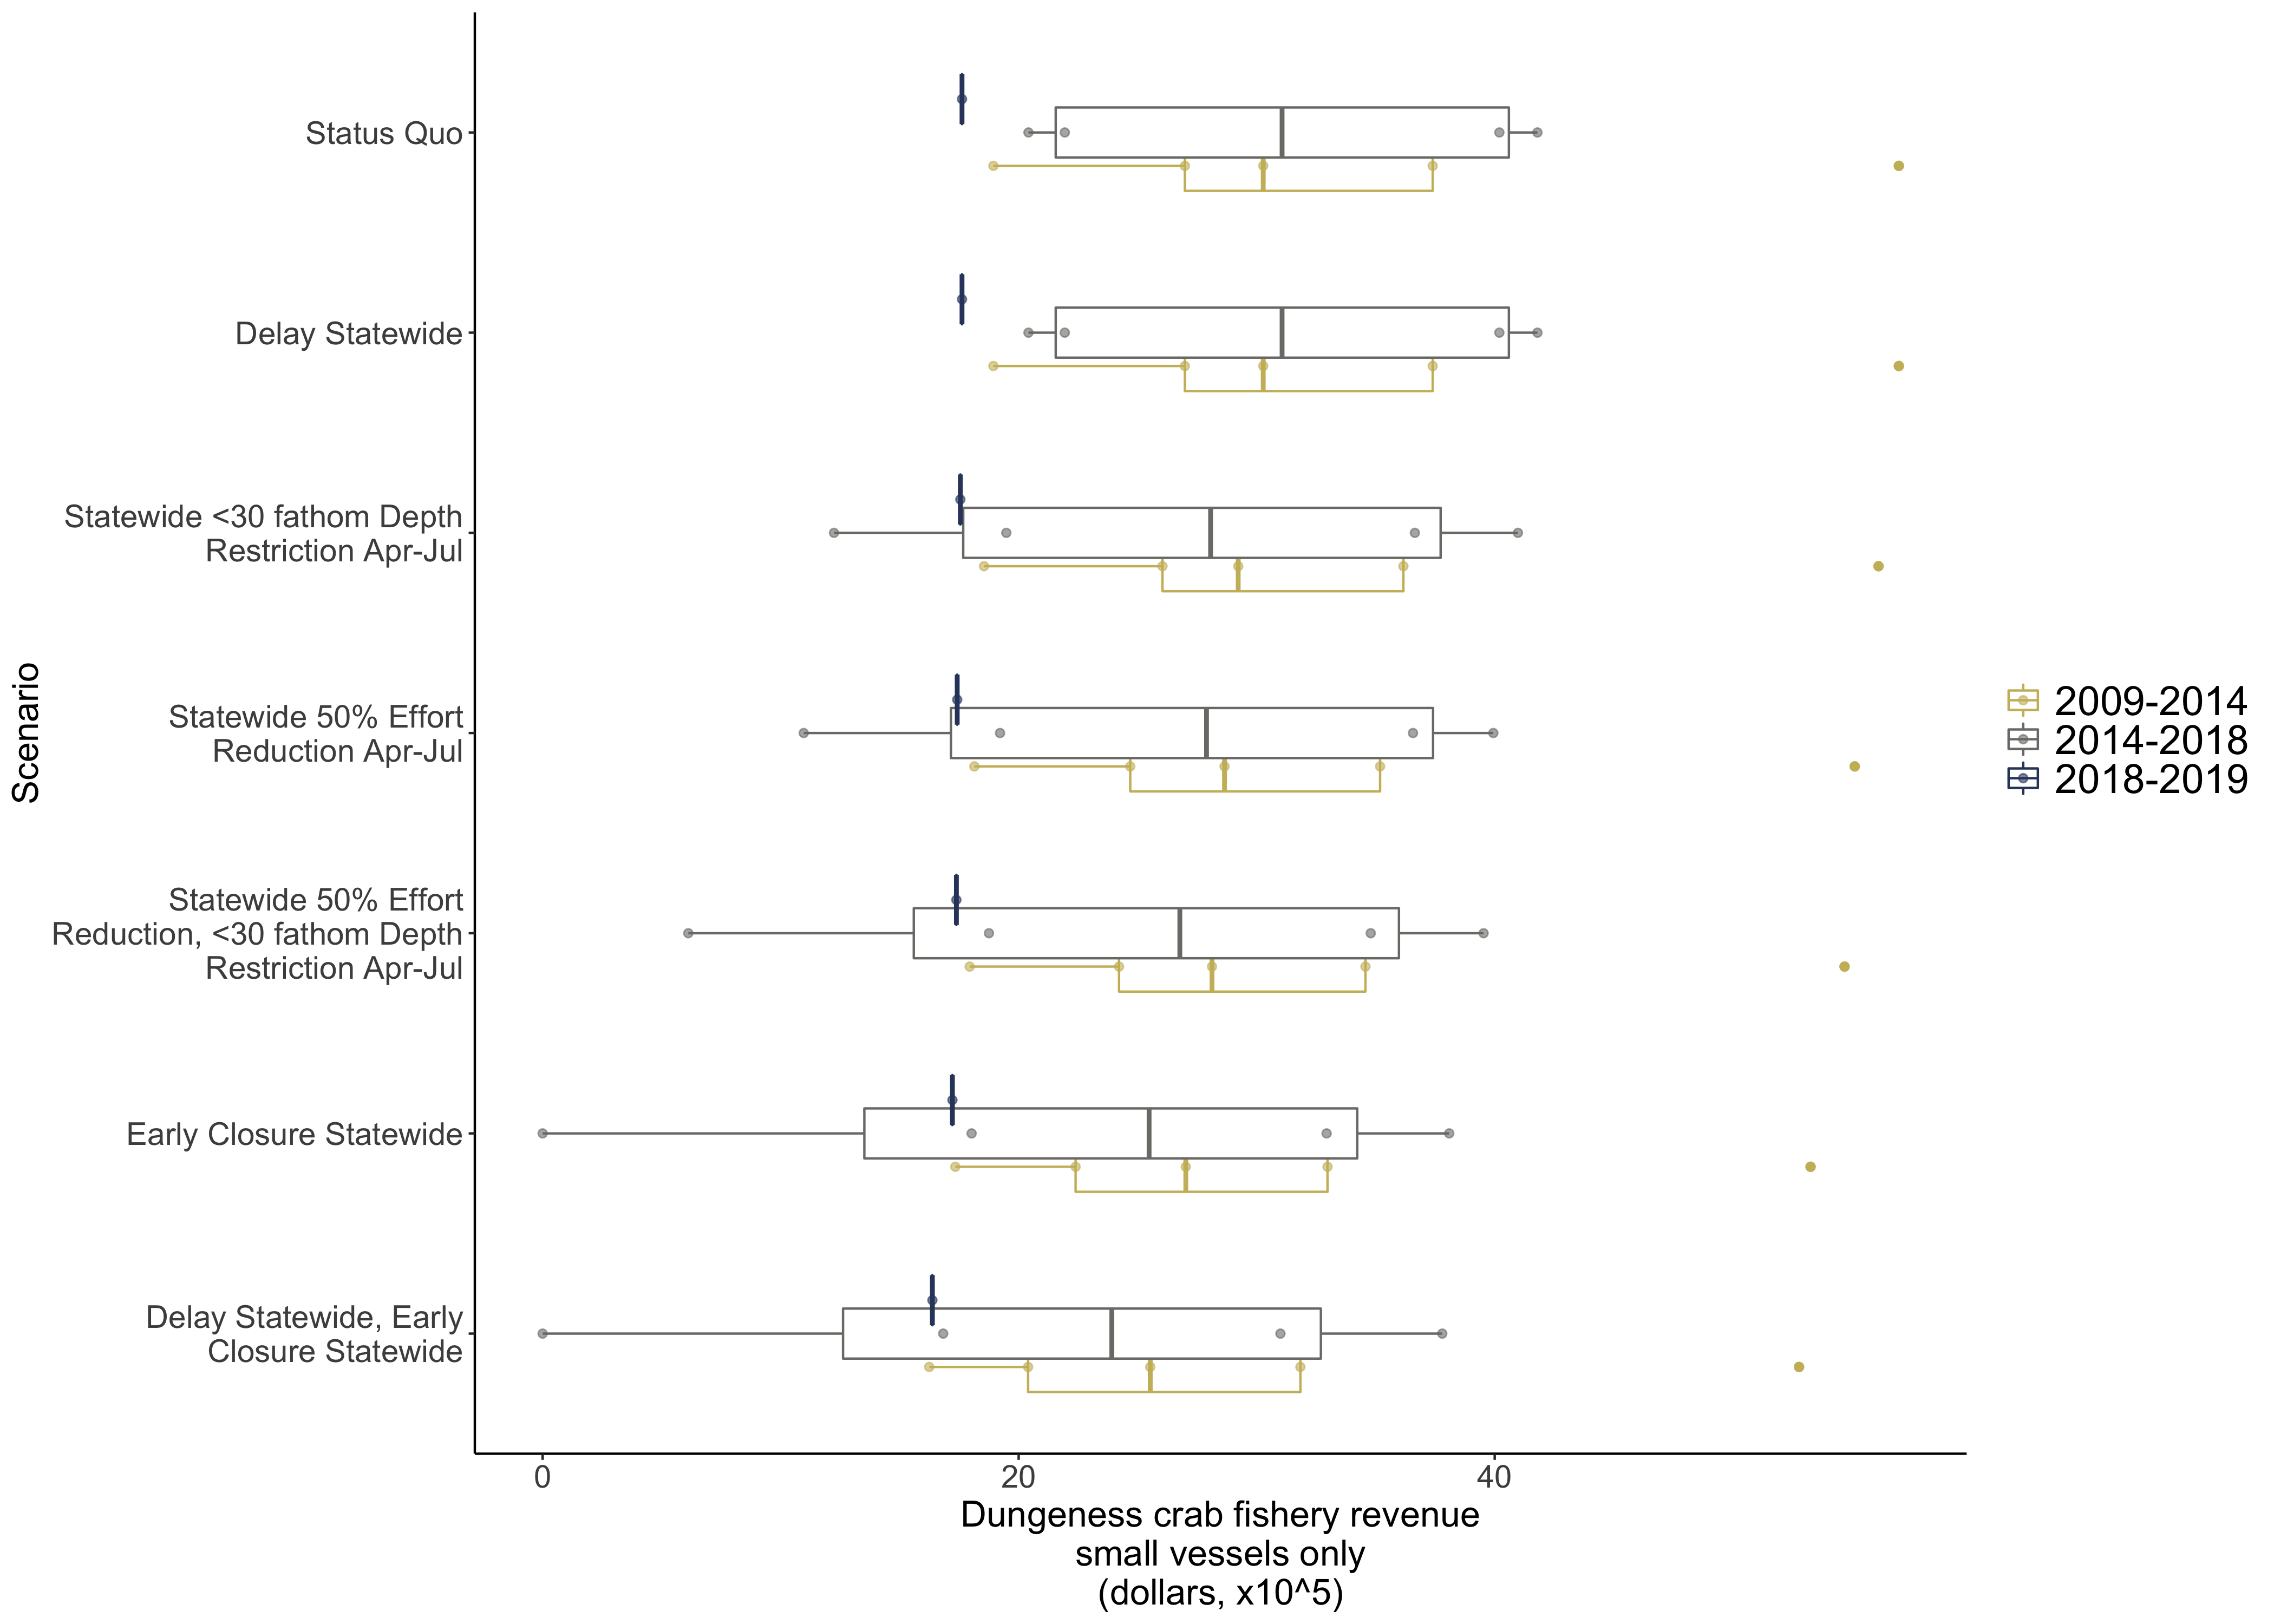 Scenario
Status Quo
Delay Statewide
Statewide <30 fathom Depth
Restriction Apr-Jul
Statewide 50% Effort
Reduction Apr-Jul
Statewide 50% Effort
Reduction, <30 fathom Depth
Restriction Apr-Jul
Early Closure Statewide
Delay Statewide, Early
Closure Statewide
0 20 40
Dungeness crab fishery revenue
small vessels only
(dollars, x10^5)
2009-2014
2014-2018
2018-2019